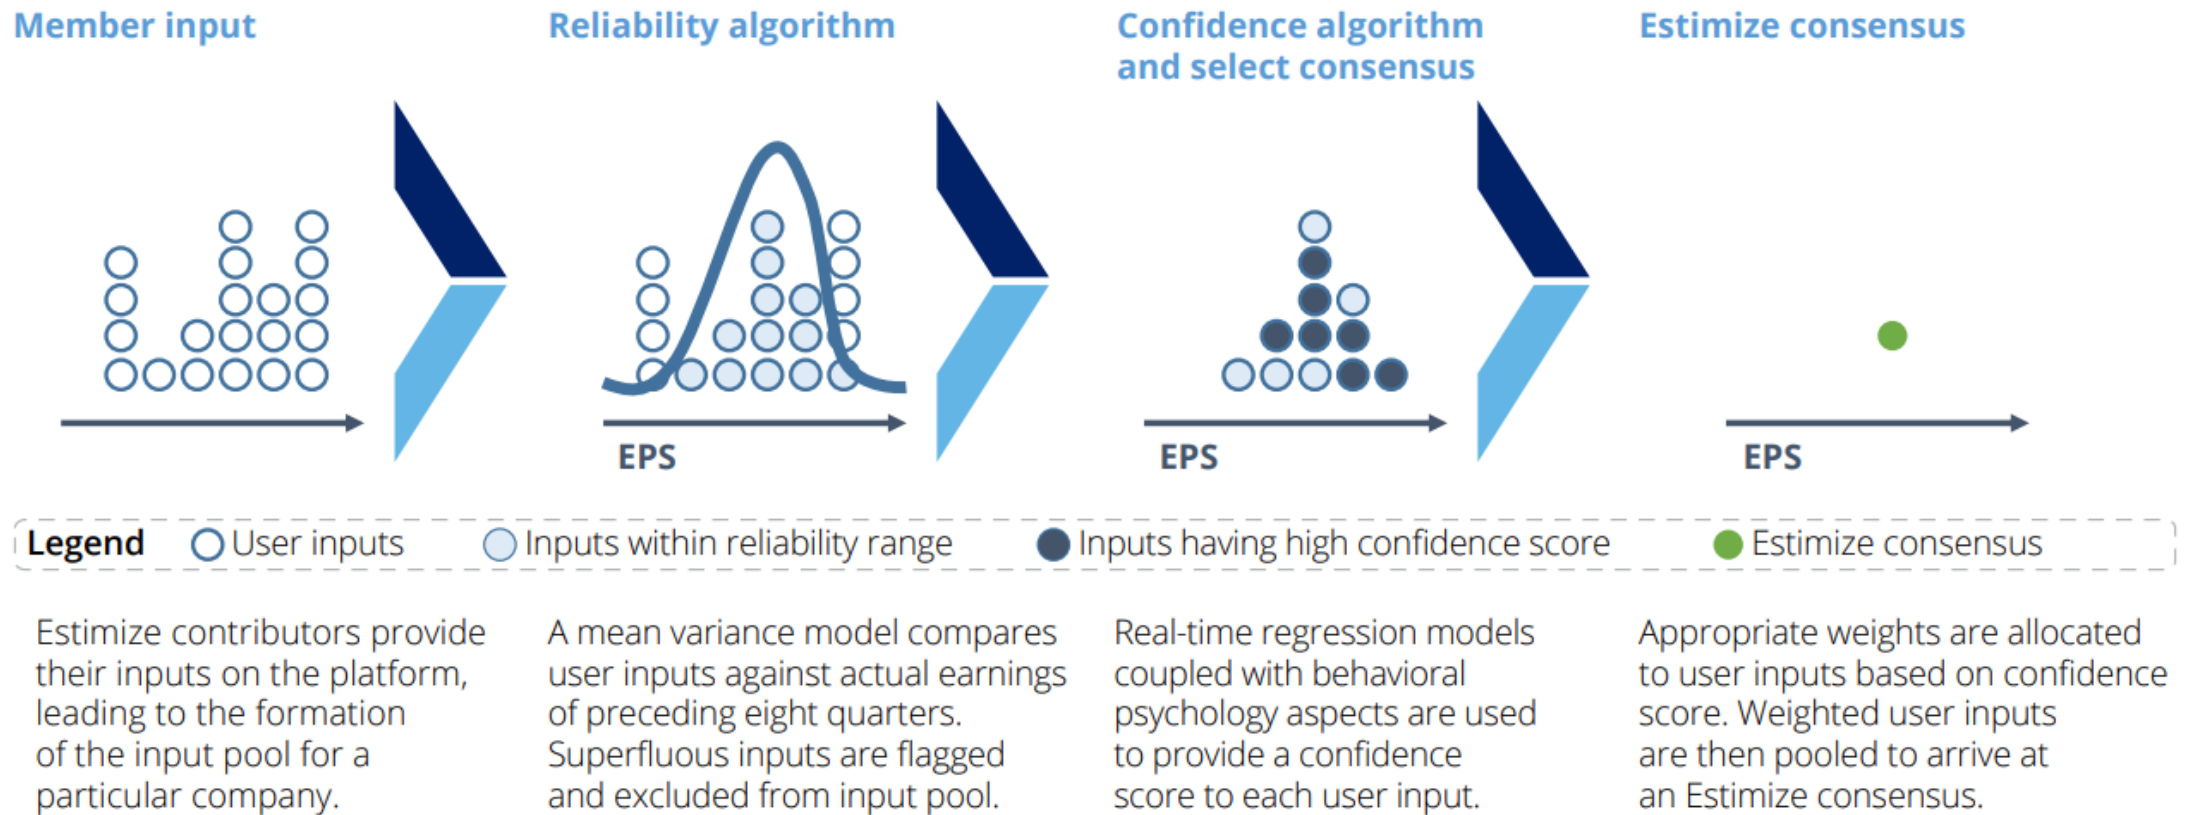 Member input
Reliability algorithm
Confidence algorithm
and select consensus
Estimize consensus
EPS
EPS
EPS
Legend
User inputs
Inputs within reliability range
Inputs having high confidence score
Estimize consensus
Estimize contributors provide
their inputs on the platform,
leading to the formation
of the input pool for a
particular company.
A mean variance model compares
user inputs against actual earnings
of preceding eight quarters.
Superfluous inputs are flagged
and excluded from input pool.
Real-time regression models
coupled with behavioral
psychology aspects are used
to provide a confidence
score to each user input.
Appropriate weights are allocated
to user inputs based on confidence
score. Weighted user inputs
are then pooled to arrive at
an Estimize consensus.